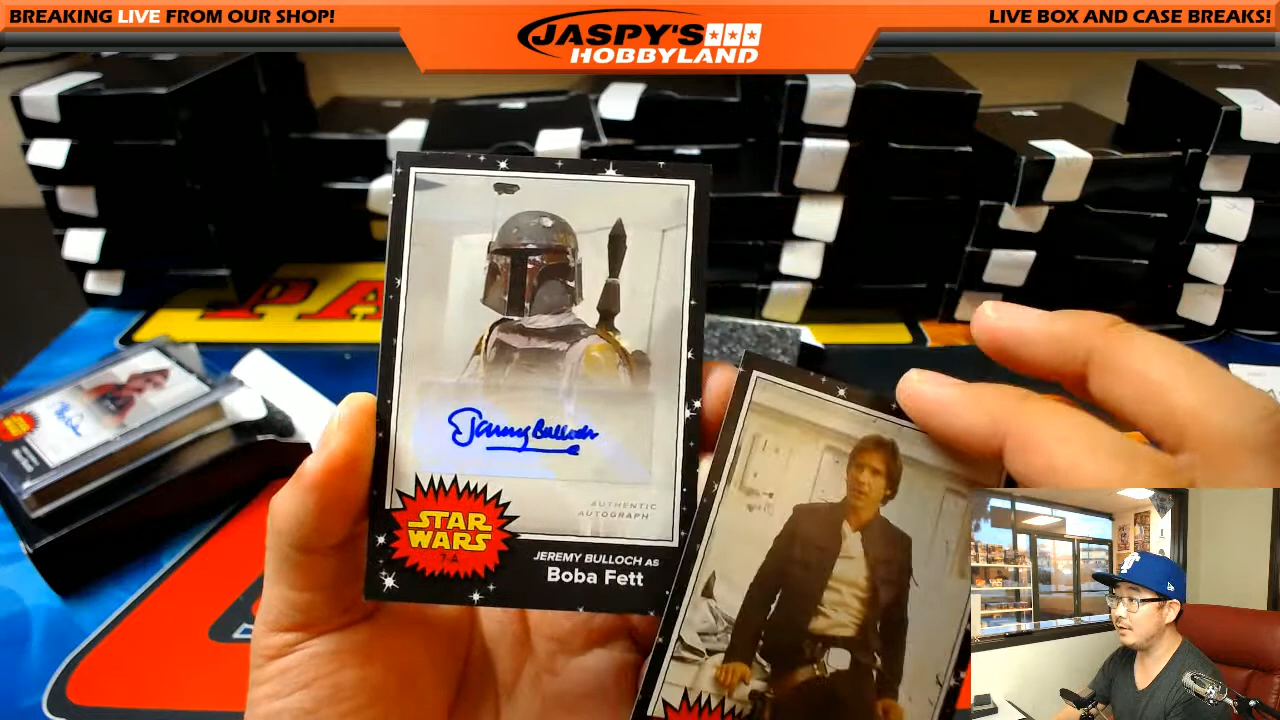 BREAKING LIVE FROM OUR SHOP!
JASPY'S
HOBBYLAND
LIVE BOX AND CASE BREAKS!
PA
Jeremy Bulloch
AUTHENTIC
AUTOGRAPH
STAR
WARS
JEREMY BULLOCH AS
Boba Fett